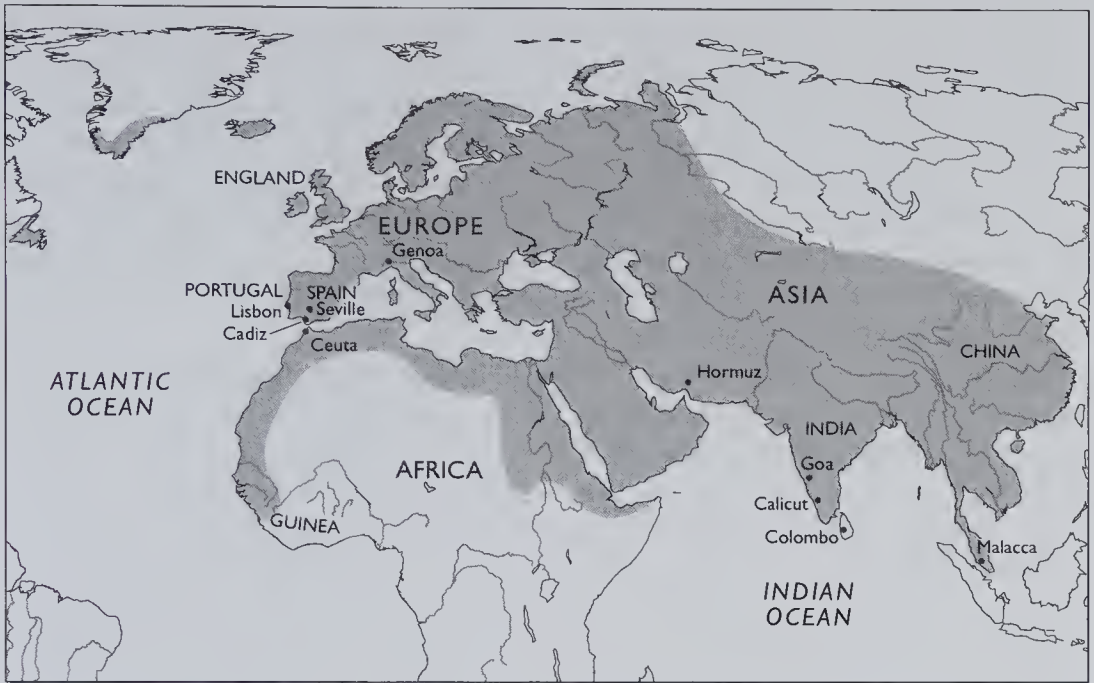 ENGLAND
EUROPE
Genoa
PORTUGAL
SPAIN
Lisbon
Seville
Cadiz
Ceuta
ASIA
CHINA
Hormuz
ATLANTIC
OCEAN
INDIA
AFRICA
Goa
GUINEA
Calicut
Colombo
Malacca
INDIAN
OCEAN